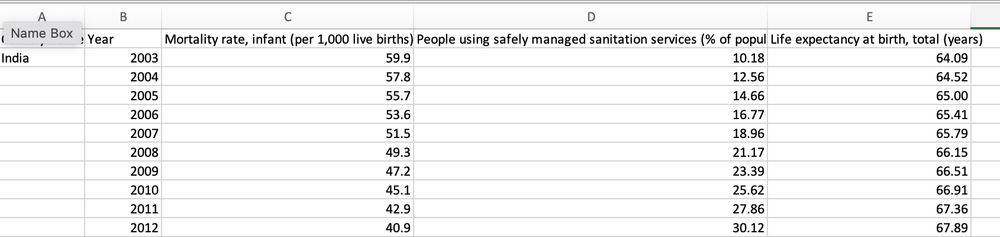 A B C D E
Name Box
Year Mortality rate, infant (per 1,000 live births) People using safely managed sanitation services (% of popul Life expectancy at birth, total (years)
India 2003 59.9 10.18 64.09
2004 57.8 12.56 64.52
2005 55.7 14.66 65.00
2006 53.6 16.77 65.41
2007 51.5 18.96 65.79
2008 49.3 21.17 66.15
2009 47.2 23.39 66.51
2010 45.1 25.62 66.91
2011 42.9 27.86 67.36
2012 40.9 30.12 67.89